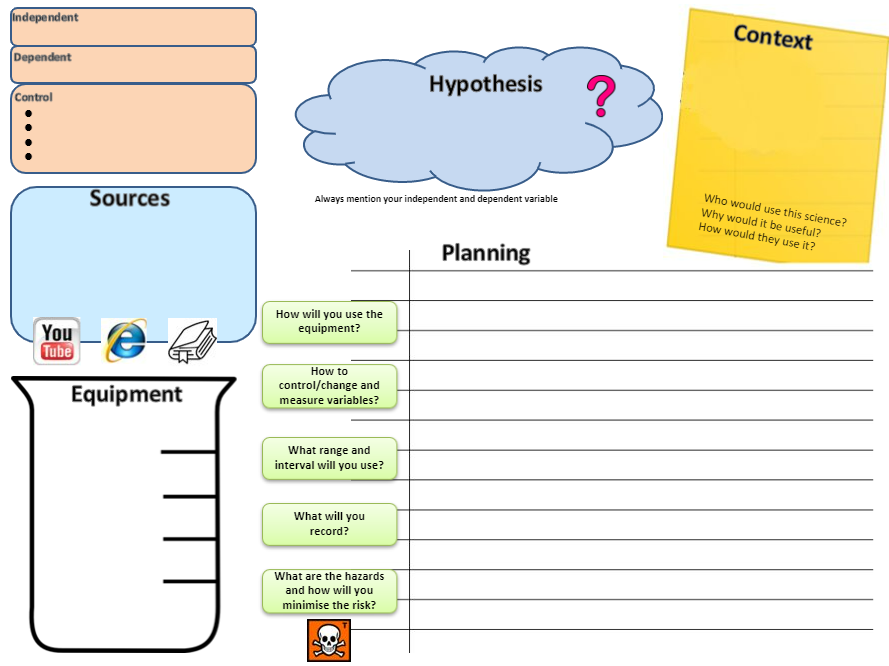 Independent
Dependent
Control
Hypothesis
?
Always mention your independent and dependent variable
Context
Who would use this science?
Why would it be useful?
How would they use it?
Sources
You
Tube
e
Equipment
Planning
How will you use the
equipment?
How to
control/change and
measure variables?
What range and
interval will you use?
What will you
record?
What are the hazards
and how will you
minimise the risk?
T